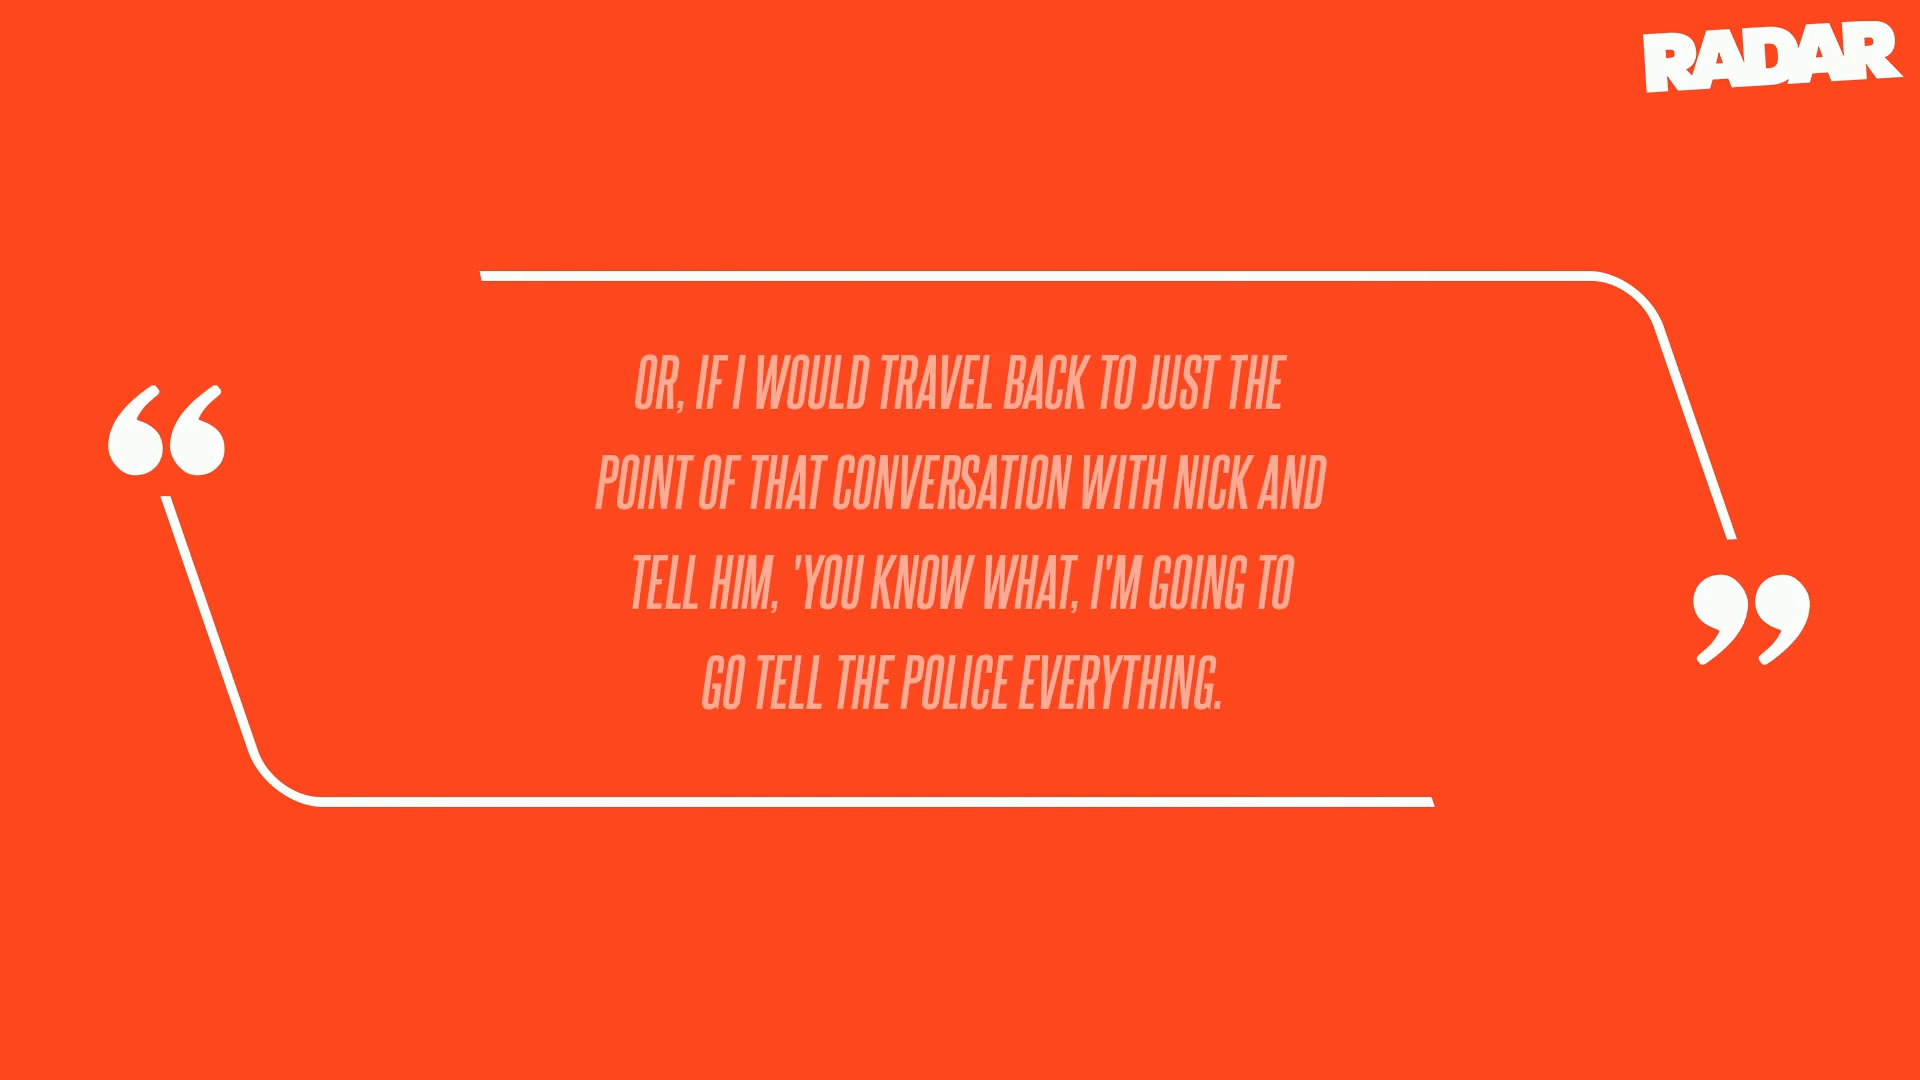 RADAR
“
OR, IF I WOULD TRAVEL BACK TO JUST THE
POINT OF THAT CONVERSATION WITH NICK AND
TELL HIM, 'YOU KNOW WHAT, I'M GOING TO
GO TELL THE POLICE EVERYTHING.
”